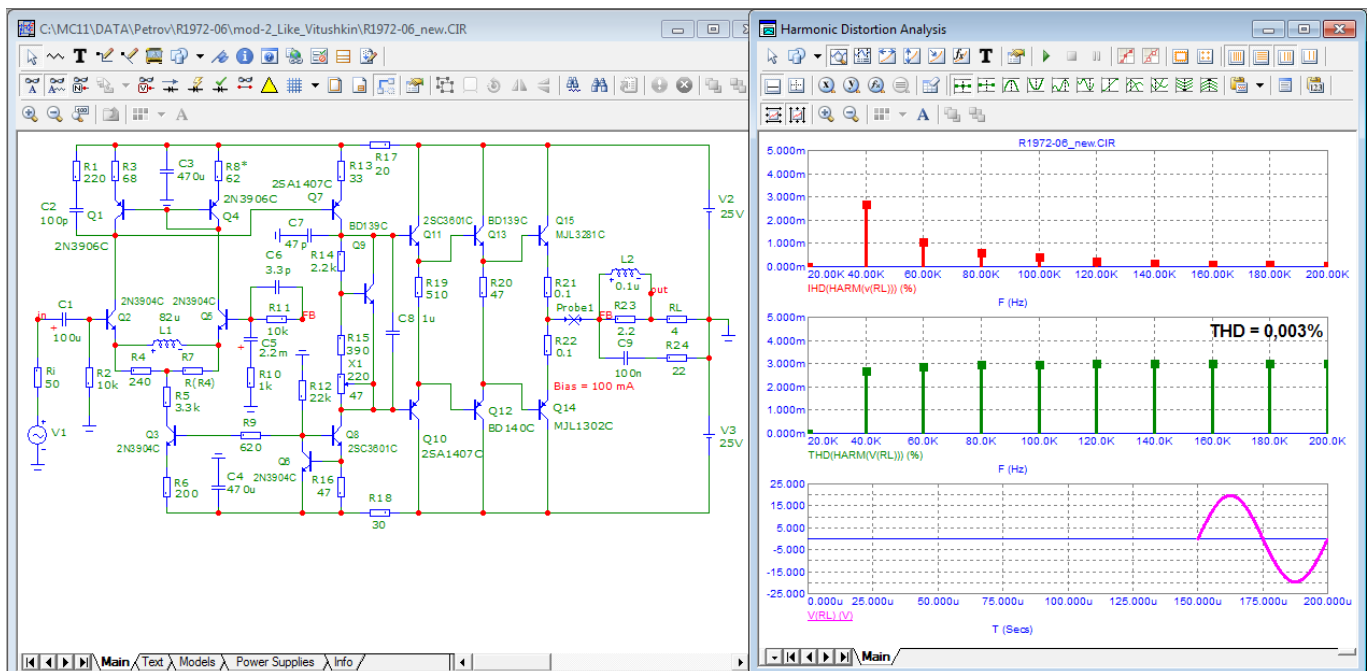 C:\MC11\DATA\Petrov\R1972-06\mod-2_Like_Vitushkin\R1972-06_new.CIR
R1
220
R3
68
C3
470u
R8*
62
R13
33
R17
20
2SA1407C
Q7
2N3906C
Q4
C2
100p
Q1
2N3906C
C7
47p
BD139C
Q9
2SC3601C
Q11
BD139C
Q13
Q15
MJL3281C
V2
25V
C6
3.3p
R14
2.2k
R11
10k
FB
C1
100u
in
2N3904C
Q2
2N3904C
82u
L1
C5
2.2m
R19
510
R20
47
R21
0.1
L2
0.1u
out
Probe1
FB
R23
2.2
RL
4
C8
1u
R15
390
X1
220
47
R22
0.1
C9
100n
R24
22
Bias = 100 mA
Ri
50
R2
10k
R4
240
R7
R(R4)
R10
1k
R12
22k
R5
3.3k
R9
620
Q3
2N3904C
Q8
2SC3601C
Q10
2SA1407C
Q12
BD140C
Q14
MJL1302C
V1
V3
25V
2N3904C
C4
470u
R6
200
R16
47
R18
30
Main
Text
Models
Power Supplies
Info
Harmonic Distortion Analysis
R1972-06_new.CIR
5.000m
4.000m
3.000m
2.000m
1.000m
0.000m
20.00K 40.00K 60.00K 80.00K 100.00K 120.00K 140.00K 160.00K 180.00K 200.00K
IHD(HARM(v(RL))) (%)
F (Hz)
5.000m
4.000m
3.000m
2.000m
1.000m
0.000m
THD = 0,003%
20.0K 40.0K 60.0K 80.0K 100.0K 120.0K 140.0K 160.0K 180.0K 200.0K
THD(HARM(V(RL))) (%)
F (Hz)
25.000
15.000
5.000
-5.000
-15.000
-25.000
0.000u 25.000u 50.000u 75.000u 100.000u 125.000u 150.000u 175.000u 200.000u
V(RL) (V)
T (Secs)
Main